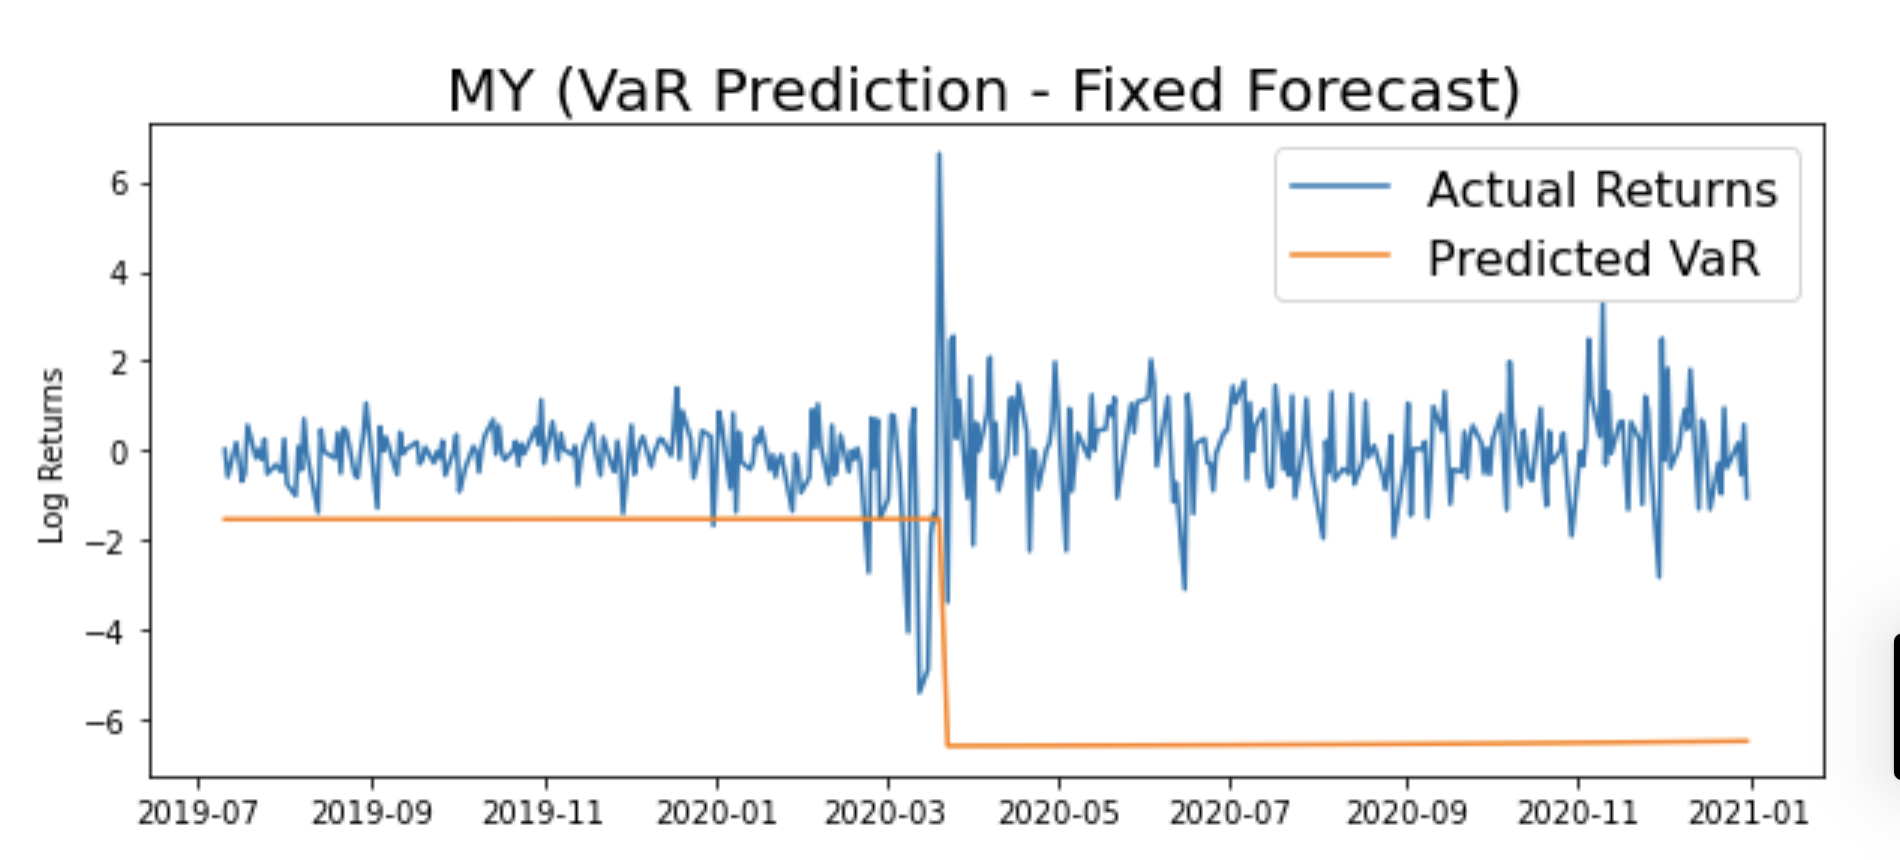 MY (VaR Prediction - Fixed Forecast)
Actual Returns
Predicted VaR
Log Returns
6
4
2
0
−2
−4
−6
2019-07 2019-09 2019-11 2020-01 2020-03 2020-05 2020-07 2020-09 2020-11 2021-01